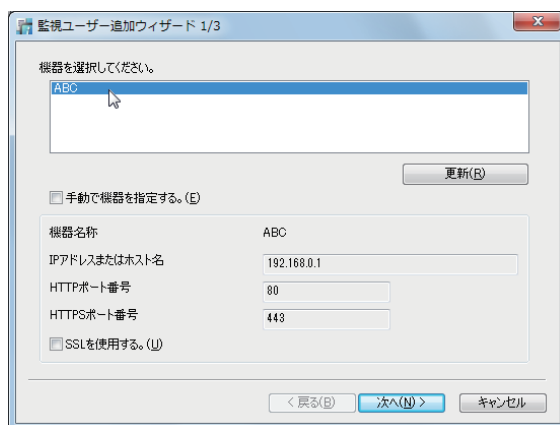 監視ユーザー追加ウィザード 1/3
機器を選択してください。
ABC
更新(R)
手動で機器を指定する。(E)
機器名称 ABC
IPアドレスまたはホスト名 192.168.0.1
HTTPポート番号 80
HTTPSポート番号 443
SSLを使用する。(U)
< 戻る(B) 次へ(N) > キャンセル